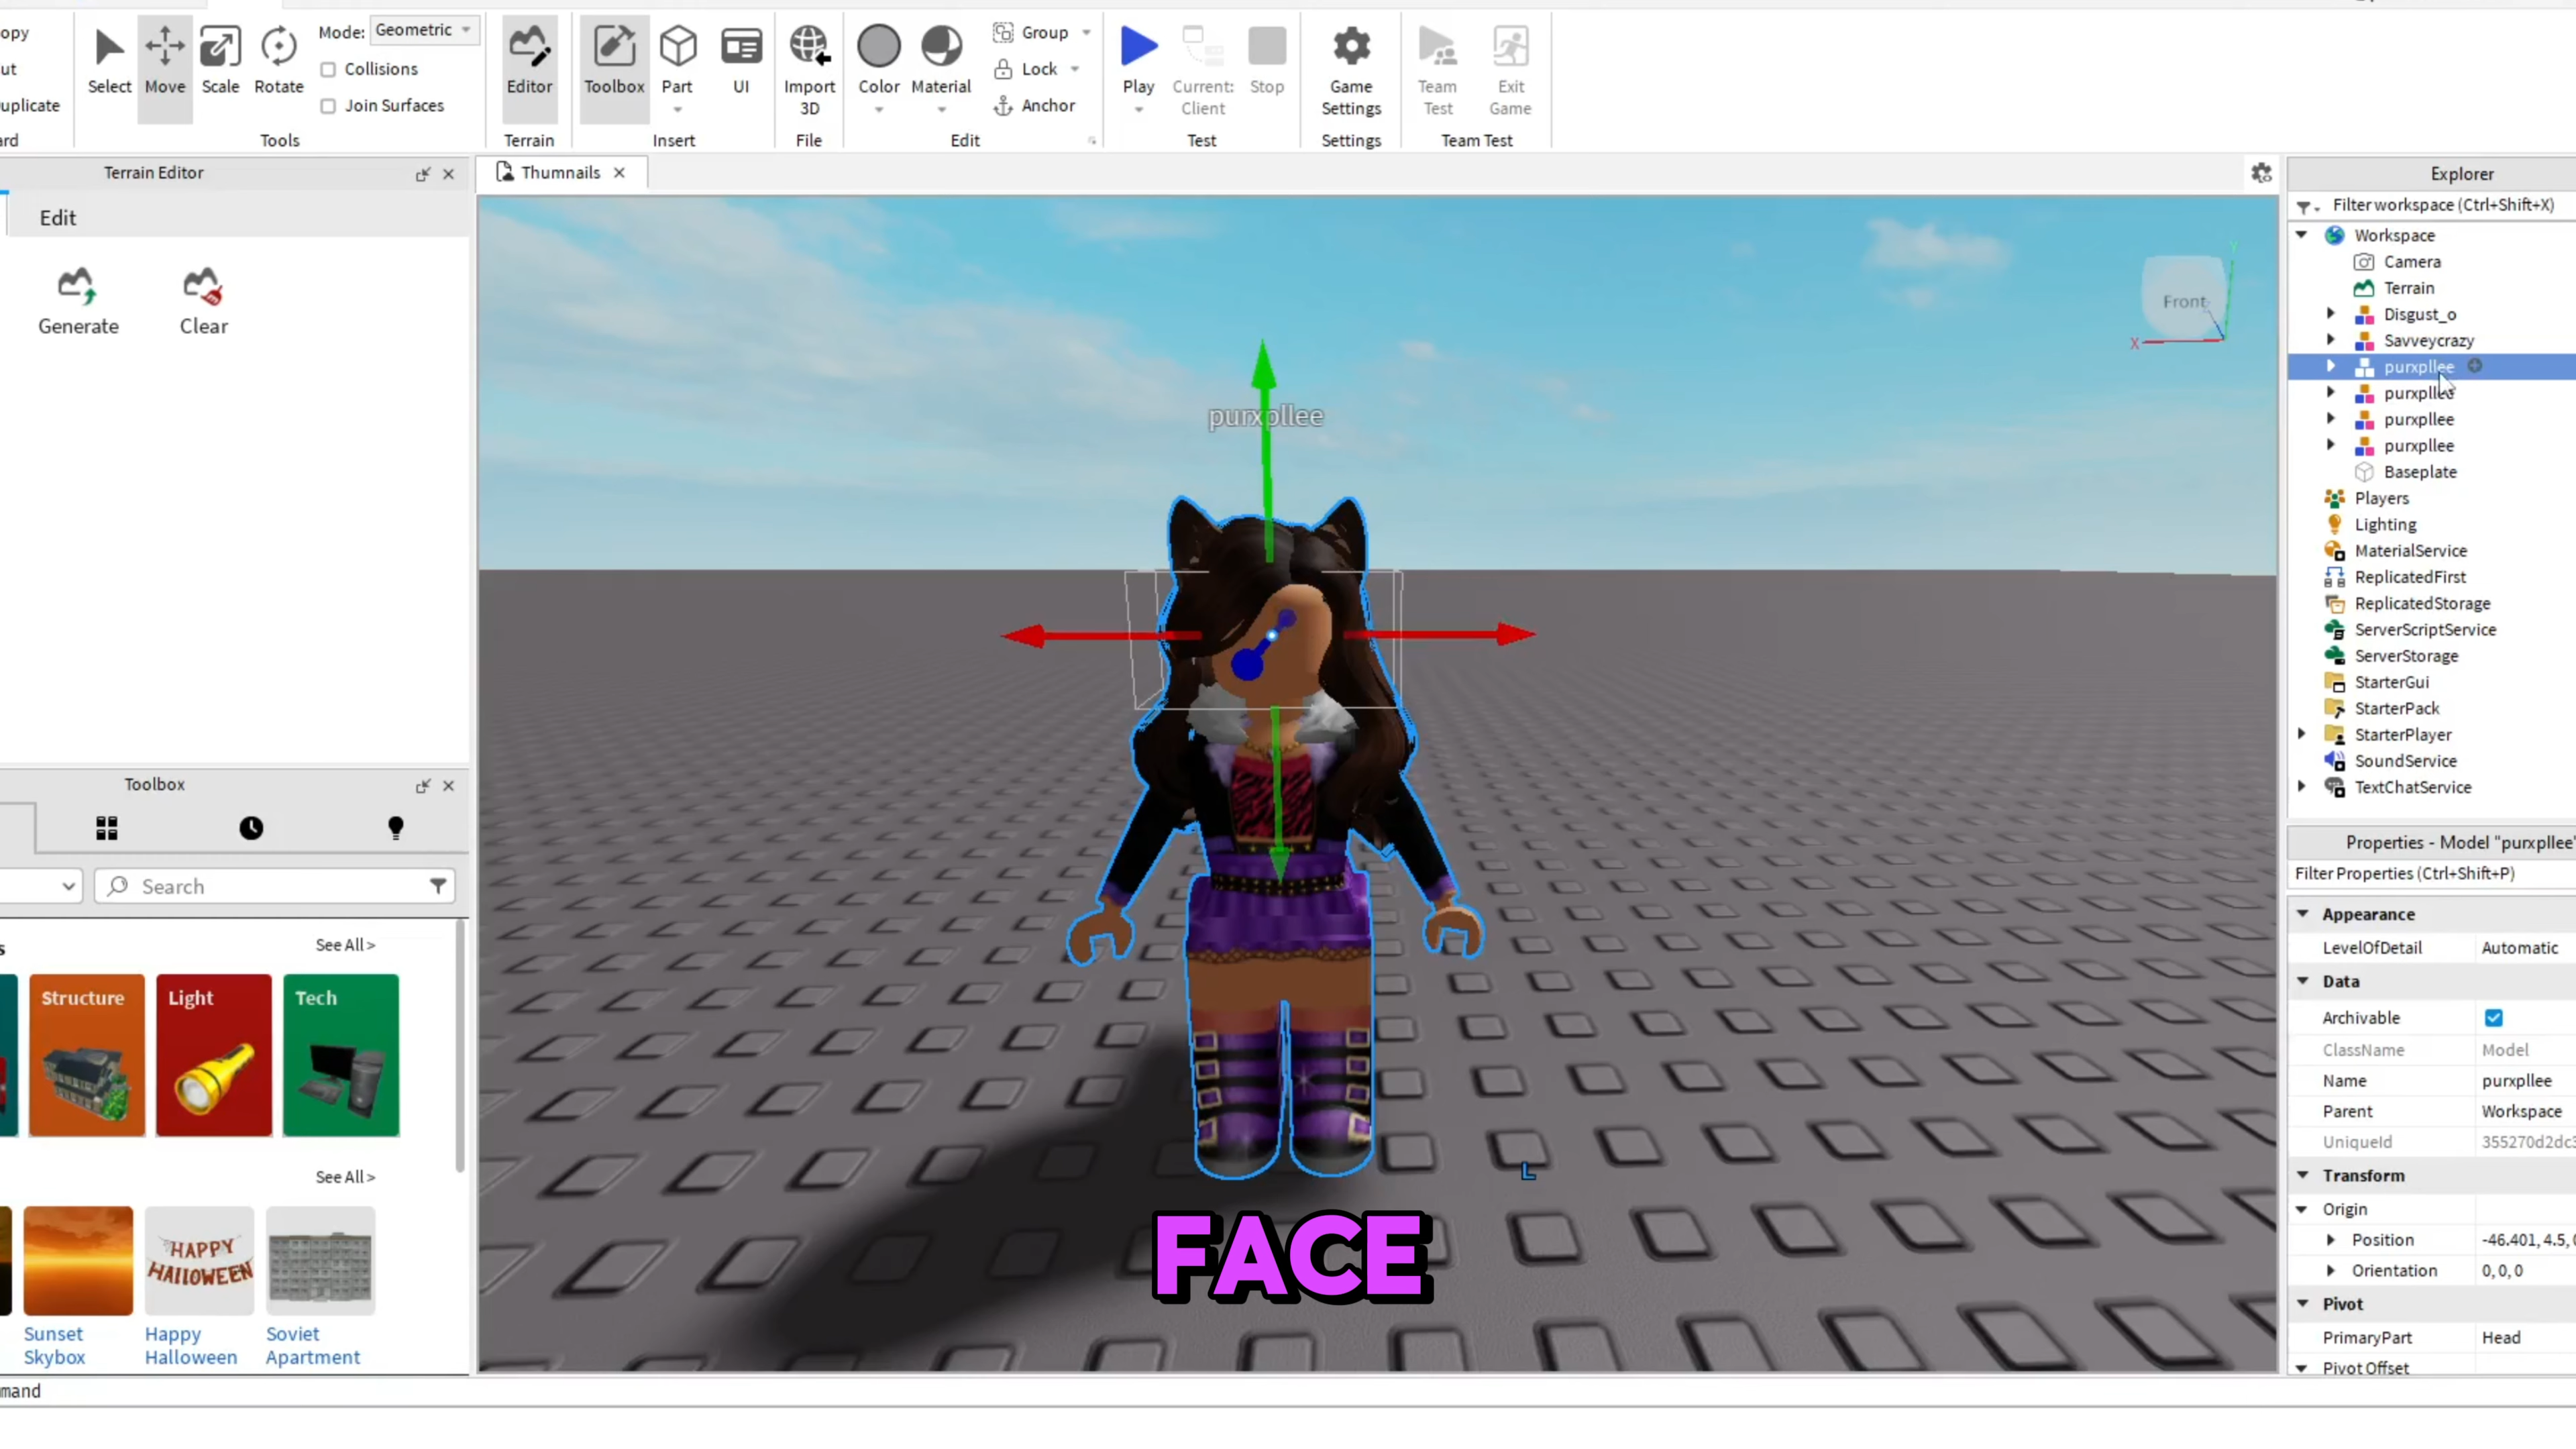 opy
ut
uplicate
ard
Select
Move
Scale
Rotate
Mode: Geometric
Collisions
Join Surfaces
Tools
Editor
Terrain
Toolbox
Part
UI
Insert
Import
3D
File
Color
Material
Group
Lock
Anchor
Edit
Play
Current:
Client
Stop
Test
Game
Settings
Settings
Team
Test
Exit
Game
Team Test
Terrain Editor
Edit
Generate
Clear
Thumnails
Front
X
Y
purxpllee
L
FACE
Toolbox
Search
s
See All >
Structure
Light
Tech
See All >
HAPPY
HALLOWEEN
Sunset
Skybox
Happy
Halloween
Soviet
Apartment
mand
Explorer
Filter workspace (Ctrl+Shift+X)
Workspace
Camera
Terrain
Disgust_o
Savveycrazy
purxpllee
purxpllee
purxpllee
purxpllee
Baseplate
Players
Lighting
MaterialService
ReplicatedFirst
ReplicatedStorage
ServerScriptService
ServerStorage
StarterGui
StarterPack
StarterPlayer
SoundService
TextChatService
Properties - Model "purxpllee"
Filter Properties (Ctrl+Shift+P)
Appearance
LevelOfDetail Automatic
Data
Archivable
ClassName Model
Name purxpllee
Parent Workspace
UniqueId 355270d2dc3
Transform
Origin
Position -46.401, 4.5, 0
Orientation 0, 0, 0
Pivot
PrimaryPart Head
Pivot Offset